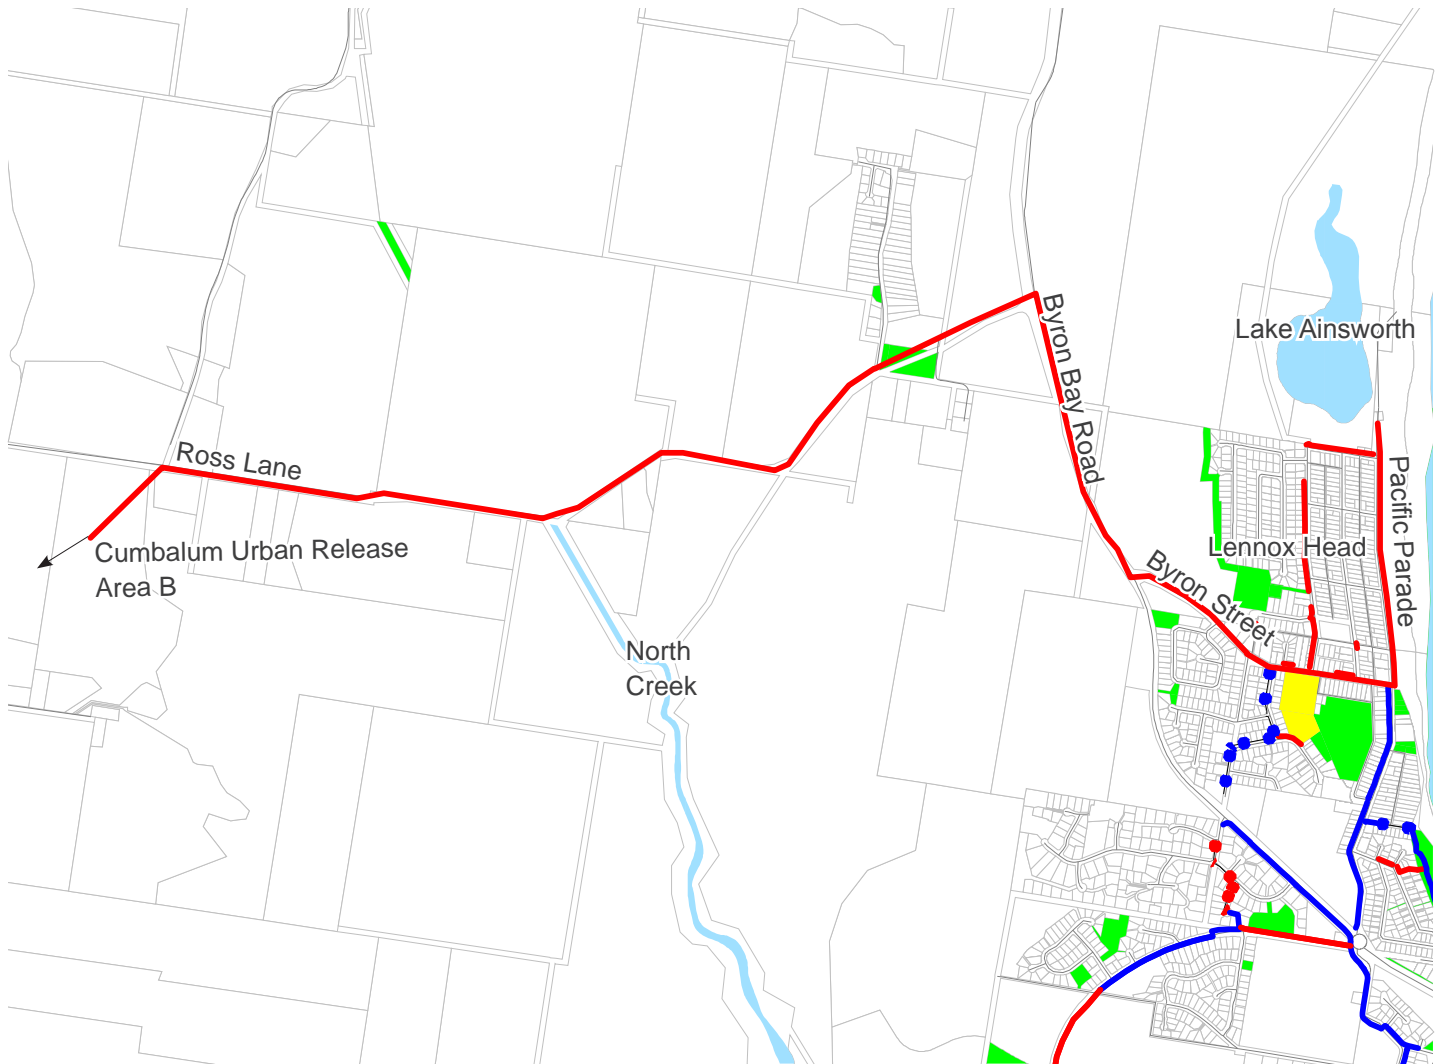 Byron Bay Road
Lake Ainsworth
Ross Lane
Pacific Parade
Cumbalum Urban Release
Area B
Lennox Head
Byron Street
North
Creek